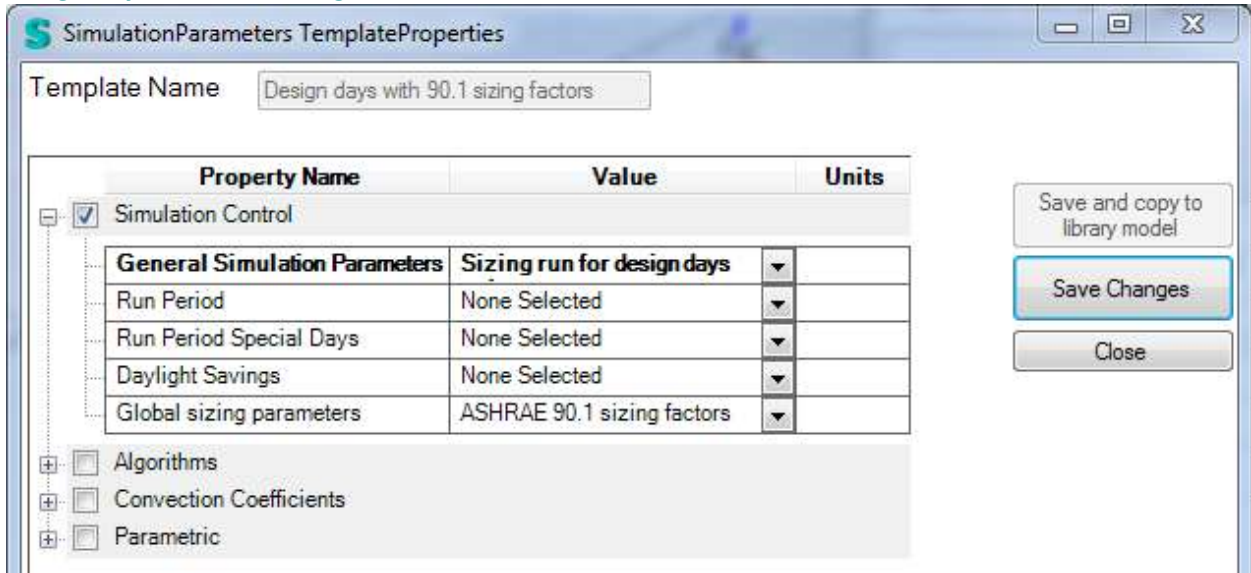 SimulationParameters TemplateProperties
Template Name Design days with 90.1 sizing factors
Property Name Value Units
Simulation Control
General Simulation Parameters Sizing run for design days
Run Period None Selected
Run Period Special Days None Selected
Daylight Savings None Selected
Global sizing parameters ASHRAE 90.1 sizing factors
Algorithms
Convection Coefficients
Parametric
Save and copy to
library model
Save Changes
Close